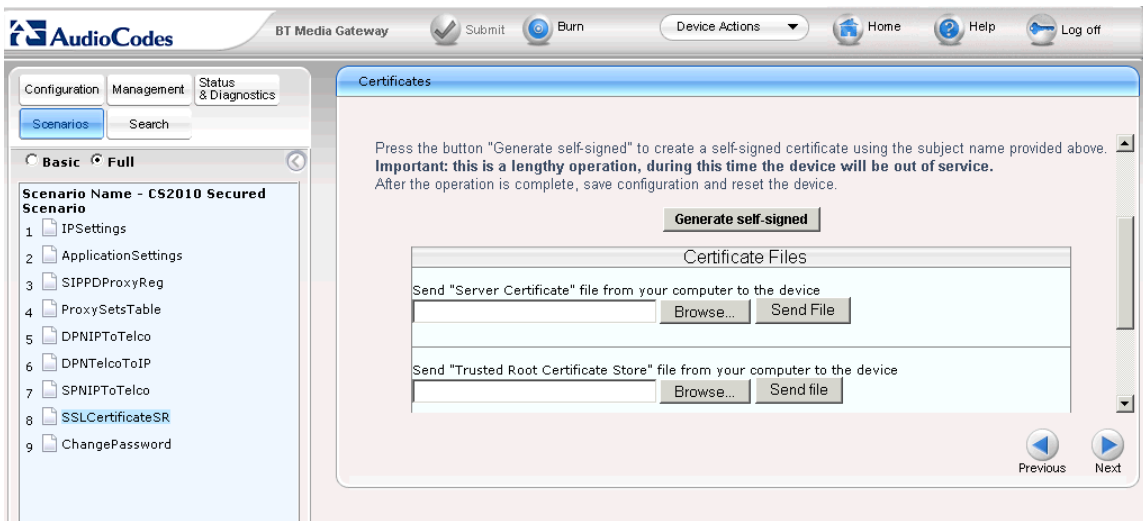 AudioCodes
BT Media Gateway
Submit
Burn
Device Actions
Home
Help
Log off
Configuration
Management
Status
& Diagnostics
Scenarios
Search
Basic
Full
Scenario Name - CS2010 Secured
Scenario
1 IPSettings
2 ApplicationSettings
3 SIPPDProxyReg
4 ProxySetsTable
5 DPNIPToTelco
6 DPNTelcoToIP
7 SPNIPToTelco
8 SSLCertificateSR
9 ChangePassword
Certificates
Press the button "Generate self-signed" to create a self-signed certificate using the subject name provided above.
Important: this is a lengthy operation, during this time the device will be out of service.
After the operation is complete, save configuration and reset the device.
Generate self-signed
Certificate Files
Send "Server Certificate" file from your computer to the device
Browse... Send File
Send "Trusted Root Certificate Store" file from your computer to the device
Browse... Send file
Previous
Next